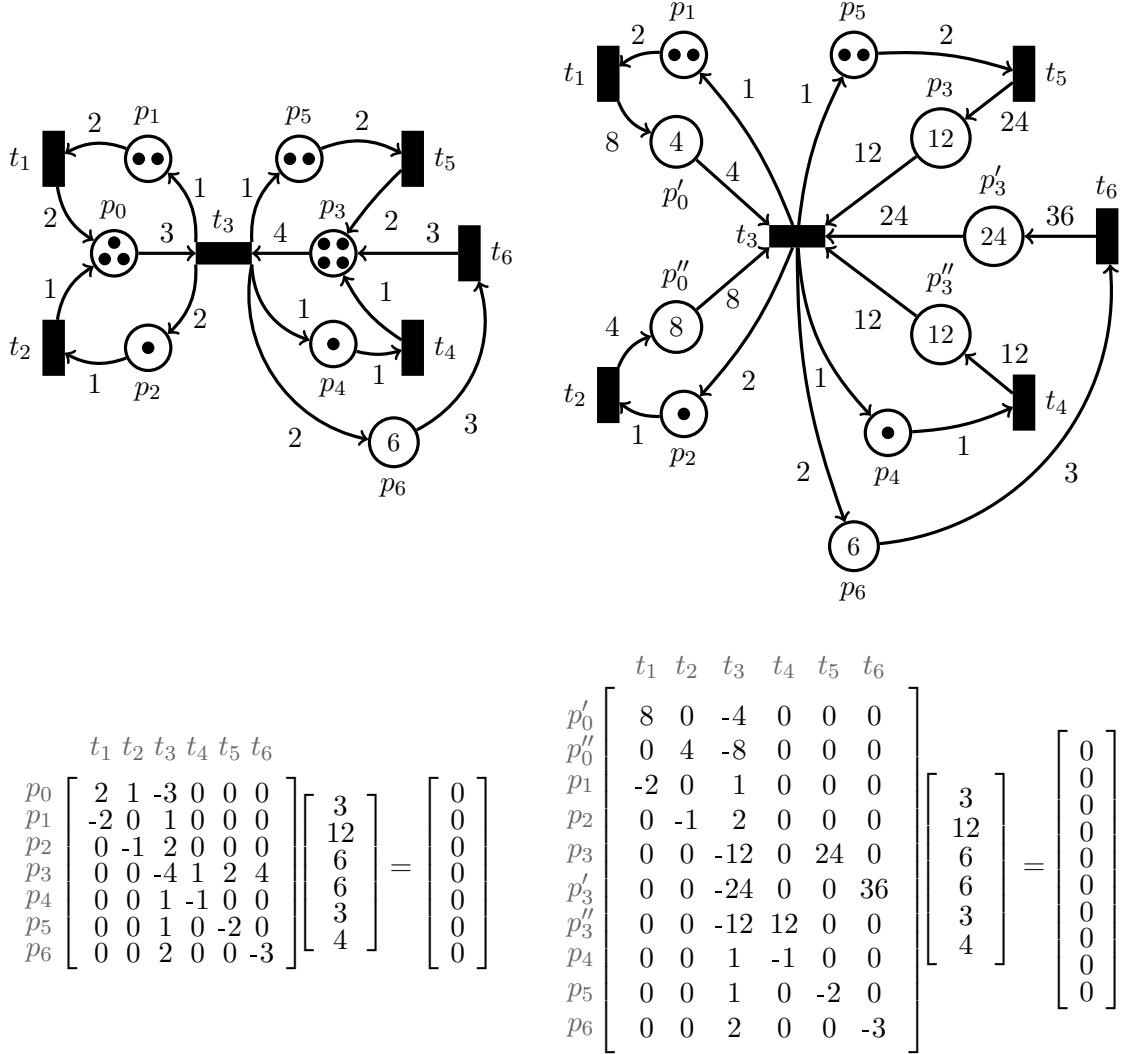 p1 p5
2 2
t1 t5
1 1
p3
8 24
4 12
12
4
p'0
p'3 t6
24 36
t3 24
p''0 p''3
8 12
4 8 12
12
t2 t4
2 1
1 1
p2 p4
2 3
6
p6
p1 p5
2 2
t1 t5
1 1
p0 t3 p3
2 2
3 4 3
t6
1 1
2 1
t2 t4
1 1
p2 p4
2 3
6
p6
t1 t2 t3 t4 t5 t6
p0 2 1 -3 0 0 0
p1 -2 0 1 0 0 0
p2 0 -1 2 0 0 0
p3 0 0 -4 1 2 4
p4 0 0 1 -1 0 0
p5 0 0 1 0 -2 0
p6 0 0 2 0 0 -3
3
12
6
6
3
4
=
0
0
0
0
0
0
0
t1 t2 t3 t4 t5 t6
p'0 8 0 -4 0 0 0
p''0 0 4 -8 0 0 0
p1 -2 0 1 0 0 0
p2 0 -1 2 0 0 0
p3 0 0 -12 0 24 0
p'3 0 0 -24 0 0 36
p''3 0 0 -12 12 0 0
p4 0 0 1 -1 0 0
p5 0 0 1 0 -2 0
p6 0 0 2 0 0 -3
3
12
6
6
3
4
=
0
0
0
0
0
0
0
0
0
0